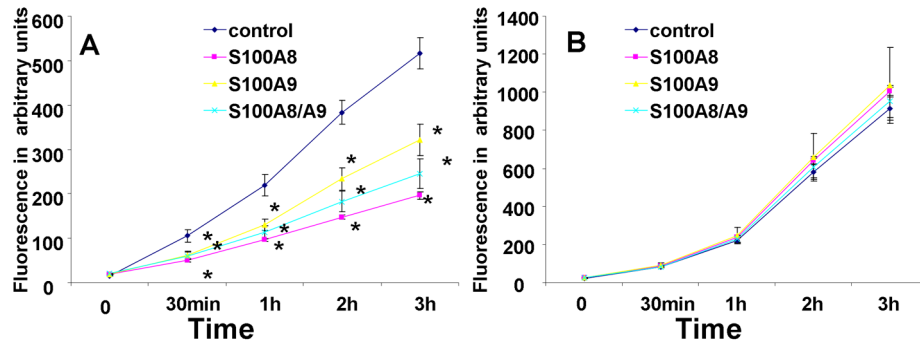 A
Fluorescence in arbitrary units
600
500
400
300
200
100
0
control
S100A8
S100A9
S100A8/A9
*
*
*
*
*
*
*
*
*
*
*
*
0 30min 1h 2h 3h
Time
B
Fluorescence in arbitrary units
1400
1200
1000
800
600
400
200
0
control
S100A8
S100A9
S100A8/A9
0 30min 1h 2h 3h
Time